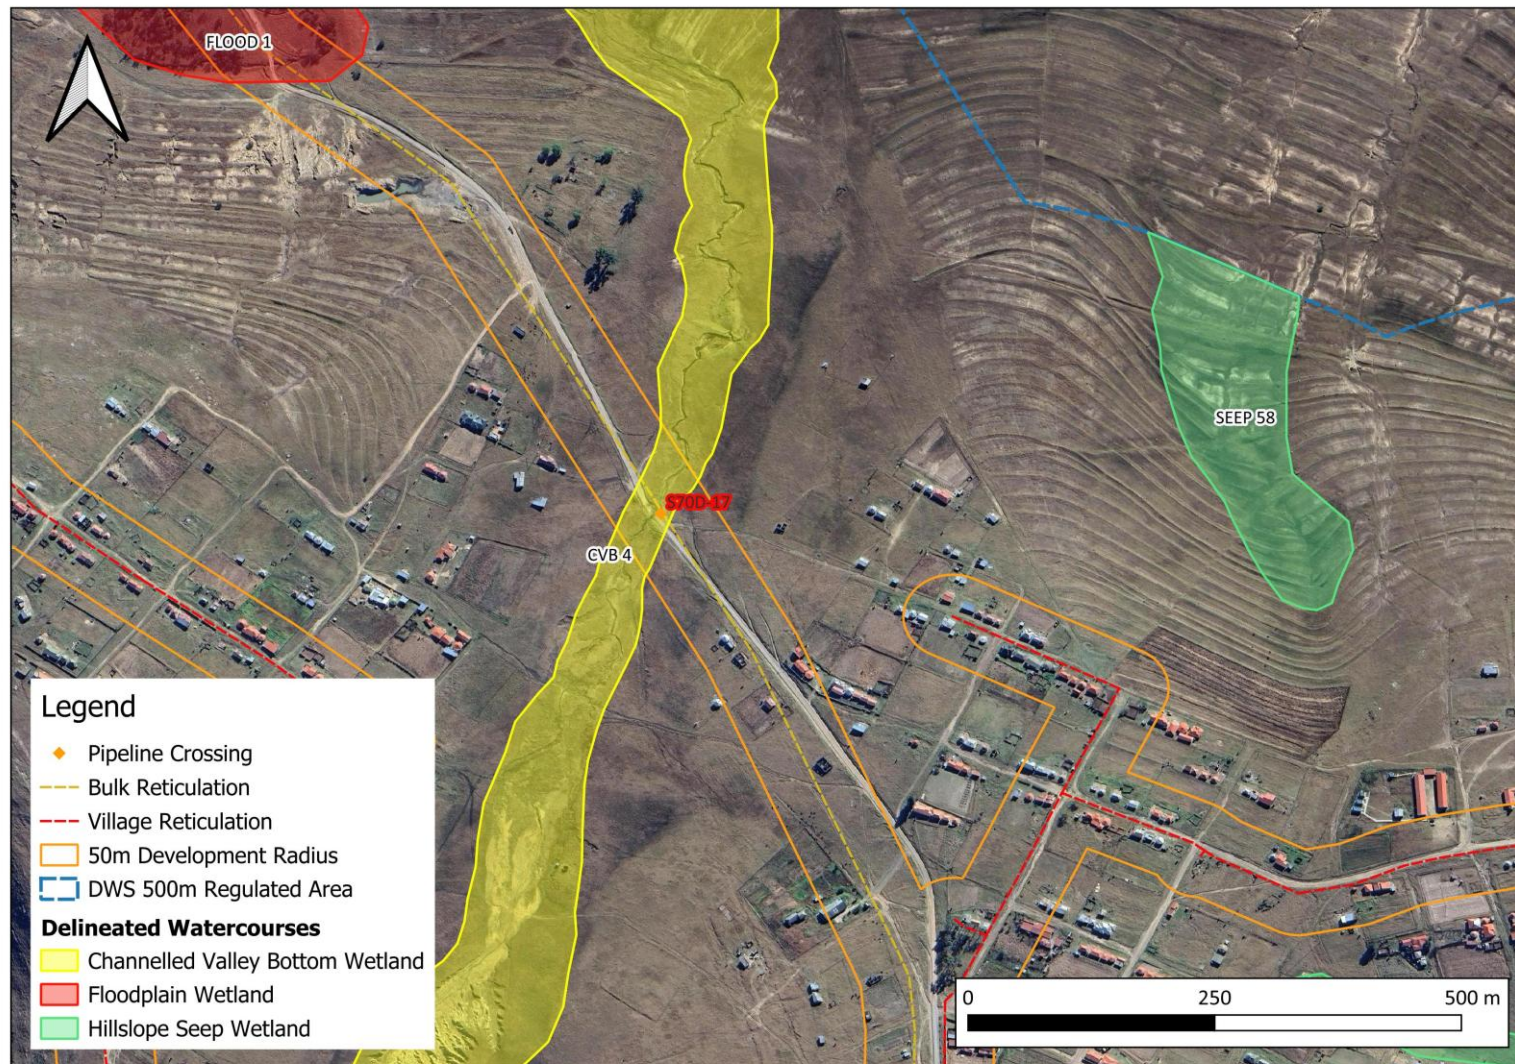 FLOOD 1
SEEP 58
S70D-17
CVB 4
Legend
Pipeline Crossing
Bulk Reticulation
Village Reticulation
50m Development Radius
DWS 500m Regulated Area
Delineated Watercourses
Channelled Valley Bottom Wetland
Floodplain Wetland
Hillslope Seep Wetland
0 250 500 m